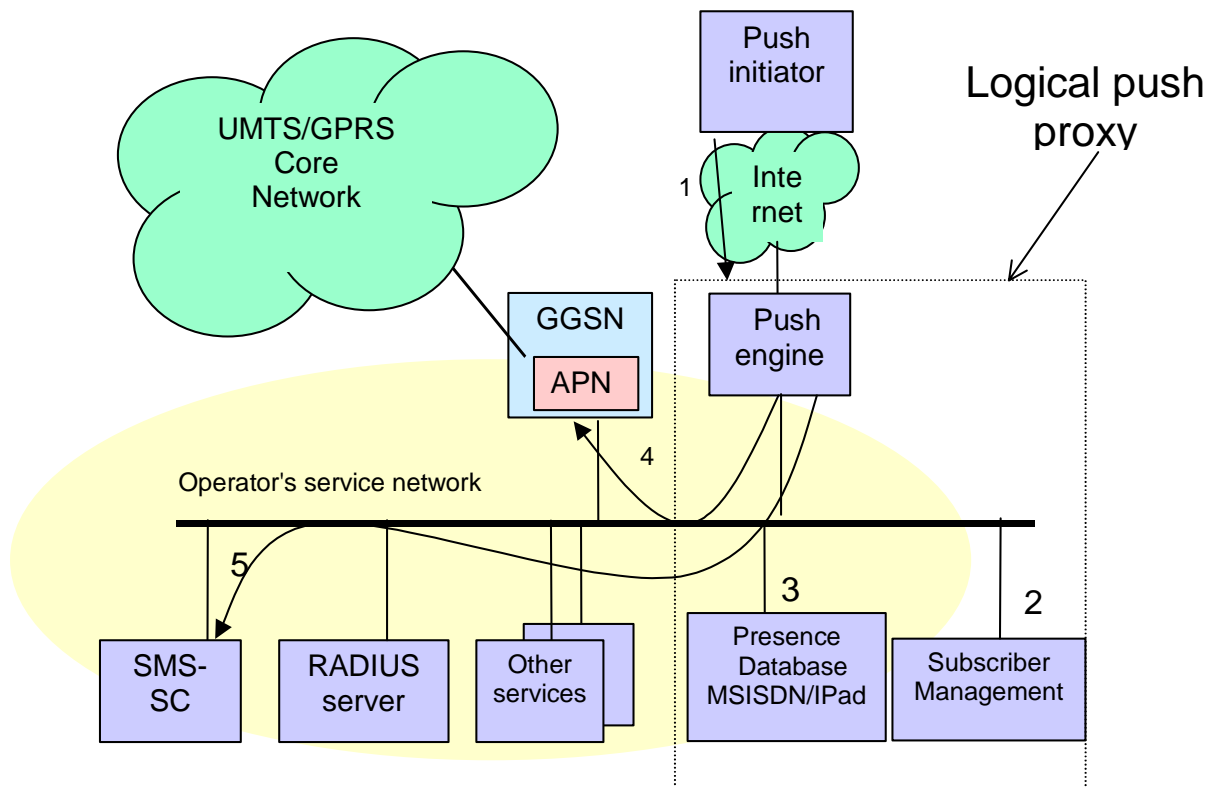 Push
initiator
Logical push
proxy
UMTS/GPRS
Core
Network
1
Inte
rnet
GGSN
APN
Push
engine
4
Operator's service network
5
3
2
SMS-
SC
RADIUS
server
Other
services
Presence
Database
MSISDN/IPad
Subscriber
Management